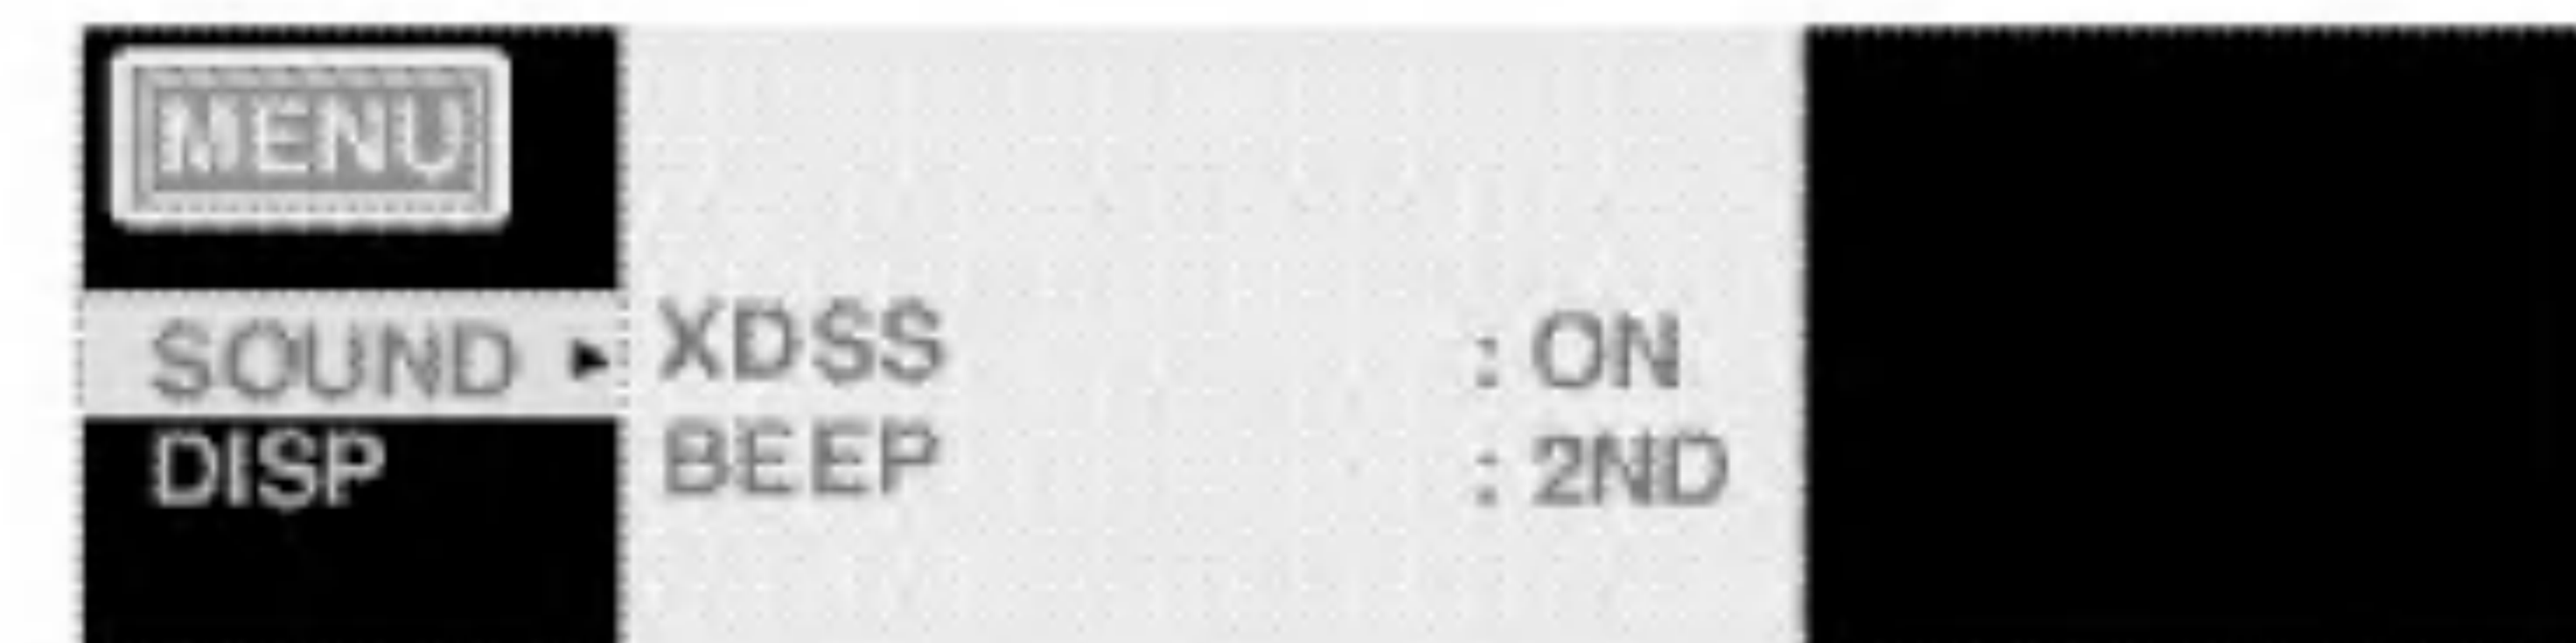 MENU
SOUND ▸ XDSS : ON
DISP BEEP : 2ND